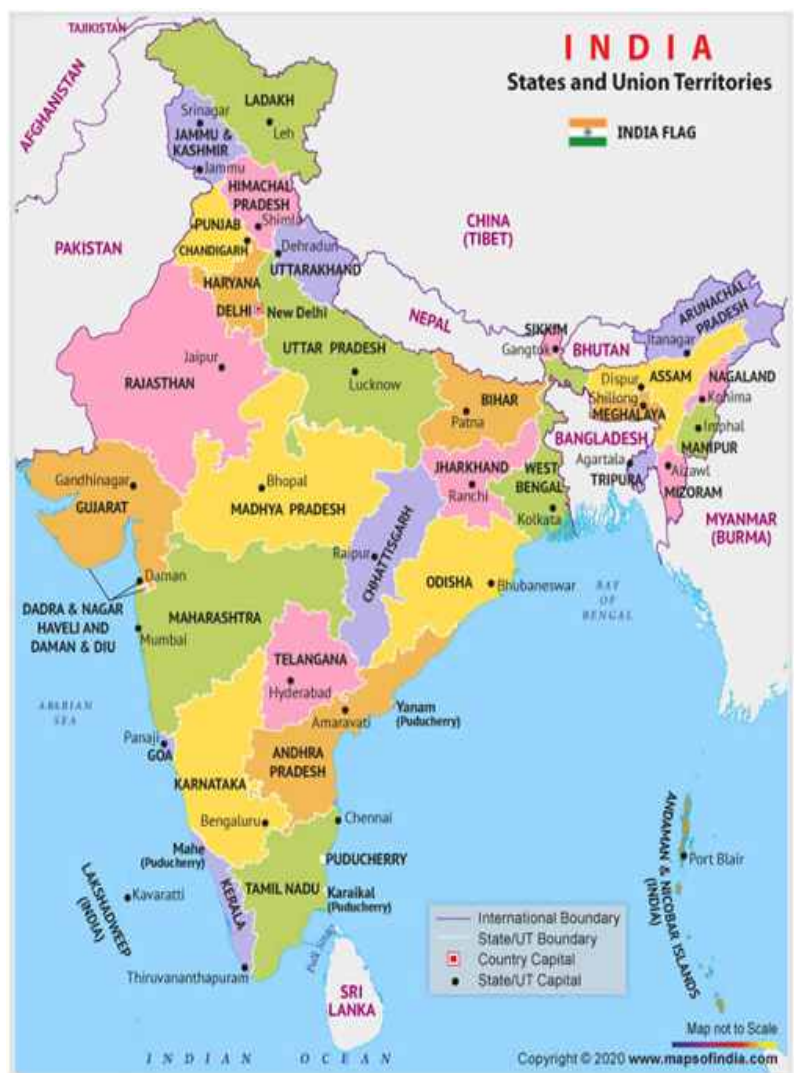 INDIA
States and Union Territories
INDIA FLAG
TAJIKISTAN
AFGHANISTAN
PAKISTAN
CHINA
(TIBET)
NEPAL
BHUTAN
BANGLADESH
MYANMAR
(BURMA)
SRI
LANKA
LADAKH
Leh
Srinagar
JAMMU &
KASHMIR
Jammu
HIMACHAL
PRADESH
Shimla
PUNJAB
CHANDIGARH
Dehradun
UTTARAKHAND
HARYANA
DELHI
New Delhi
UTTAR PRADESH
Lucknow
Jaipur
RAJASTHAN
BIHAR
Patna
SIKKIM
Gangtok
ARUNACHAL
PRADESH
Itanagar
Dispur
ASSAM
NAGALAND
Kohima
Shillong
MEGHALAYA
Imphal
MANIPUR
Agartala
TRIPURA
Aizawl
MIZORAM
Gandhinagar
GUJARAT
Bhopal
MADHYA PRADESH
JHARKHAND
Ranchi
WEST
BENGAL
Kolkata
Raipur
CHHATTISGARH
ODISHA
Bhubaneswar
Daman
DADRA & NAGAR
HAVELI AND
DAMAN & DIU
MAHARASHTRA
Mumbai
TELANGANA
Hyderabad
Amaravati
Yanam
(Puducherry)
ANDHRA
PRADESH
Panaji
GOA
KARNATAKA
Bengaluru
Chennai
Mahe
(Puducherry)
PUDUCHERRY
KERALA
TAMIL NADU
Karaikal
(Puducherry)
Thiruvananthapuram
LAKSHADWEEP
(INDIA)
Kavaratti
ANDAMAN & NICOBAR ISLANDS
(INDIA)
Port Blair
ARABIAN
SEA
BAY
OF
BENGAL
Palk Strait
INDIAN OCEAN
International Boundary
State/UT Boundary
Country Capital
State/UT Capital
Map not to Scale
Copyright © 2020 www.mapsofindia.com